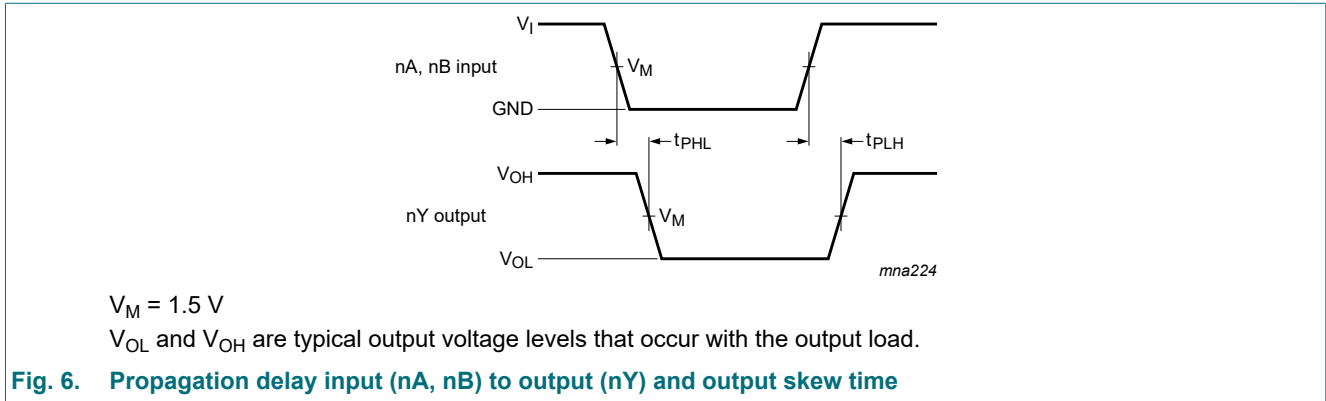 V_I
nA, nB input
V_M
GND
t_PHL
t_PLH
V_OH
nY output
V_M
V_OL
mna224
V_M = 1.5 V
V_OL and V_OH are typical output voltage levels that occur with the output load.
Fig. 6. Propagation delay input (nA, nB) to output (nY) and output skew time